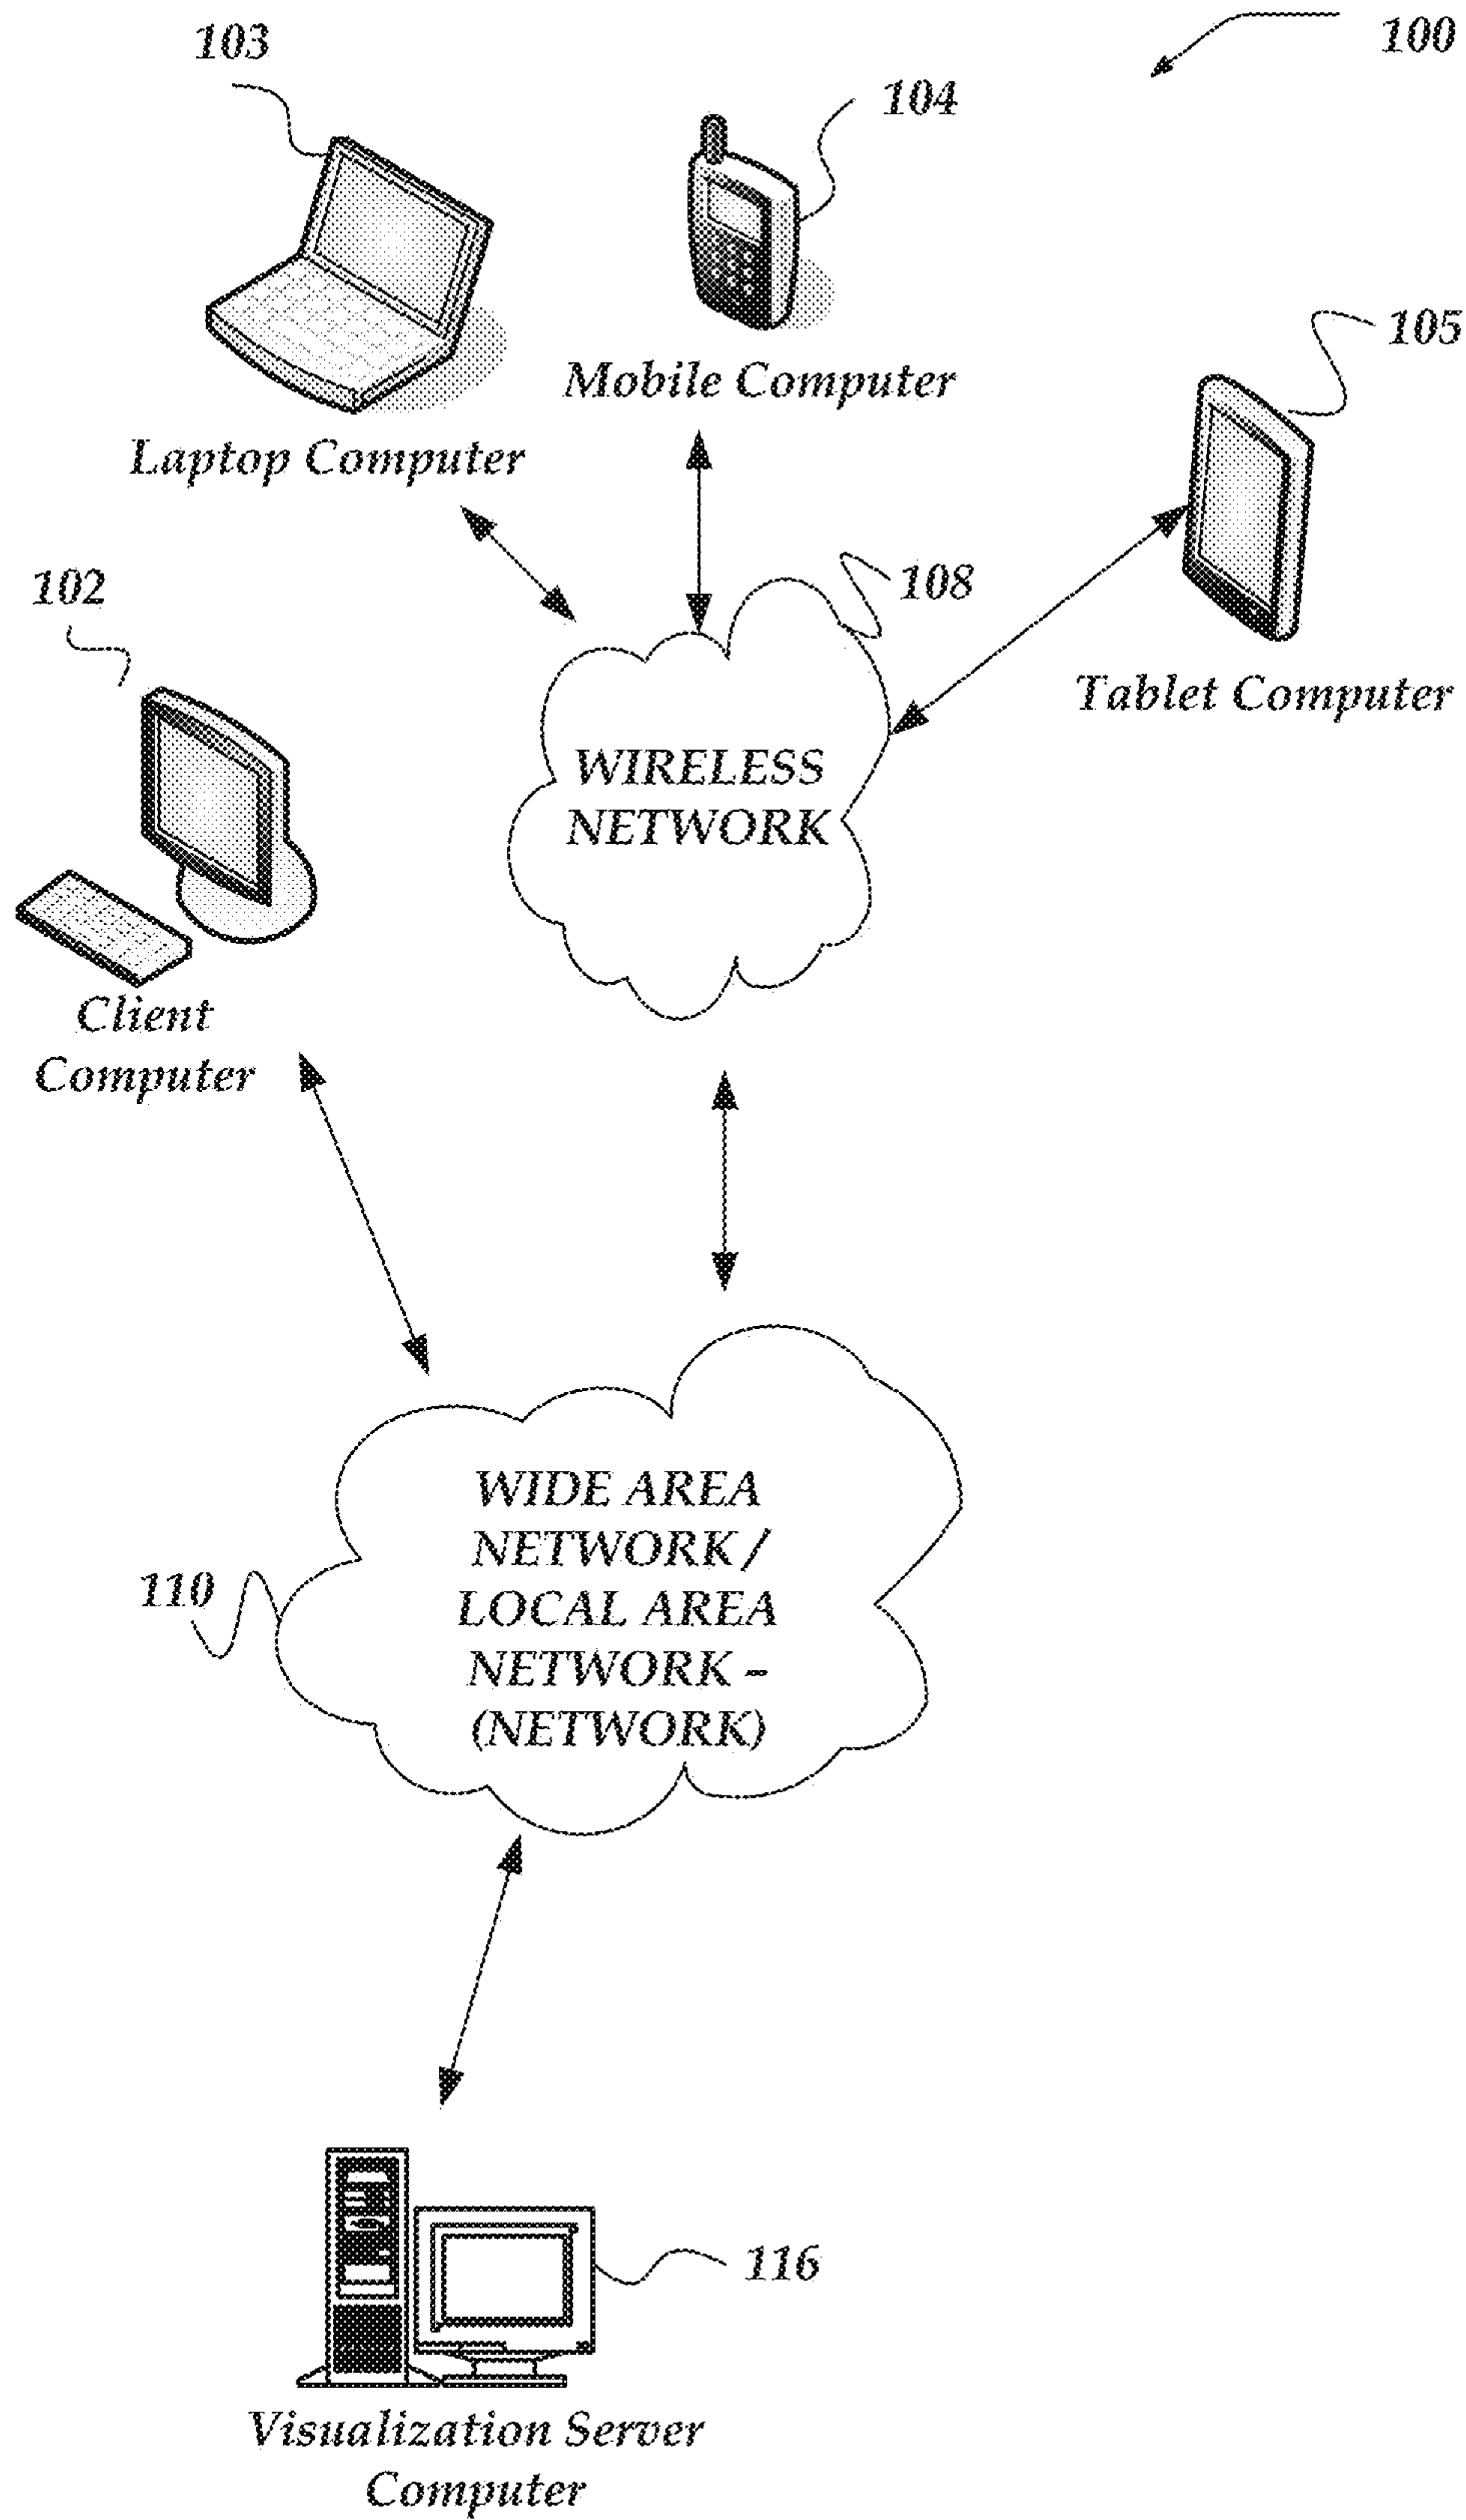 100
103
104
Mobile Computer
105
Laptop Computer
108
102
Tablet Computer
WIRELESS
NETWORK
Client
Computer
WIDE AREA
NETWORK /
LOCAL AREA
NETWORK –
(NETWORK)
110
116
Visualization Server
Computer